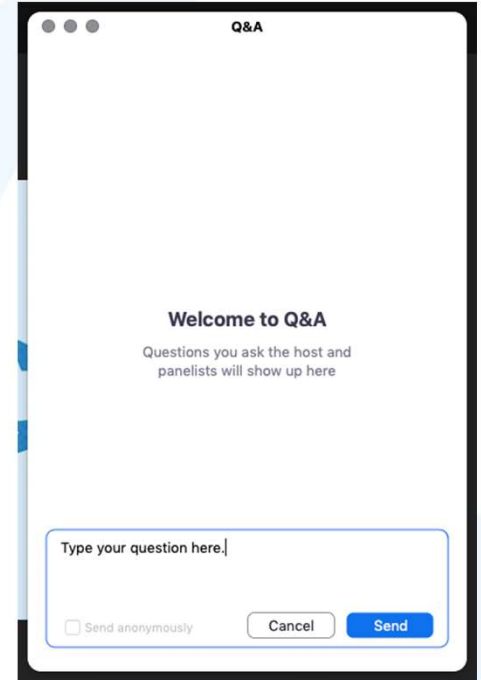 Q&A
Welcome to Q&A
Questions you ask the host and
panelists will show up here
Type your question here.
Send anonymously
Cancel
Send